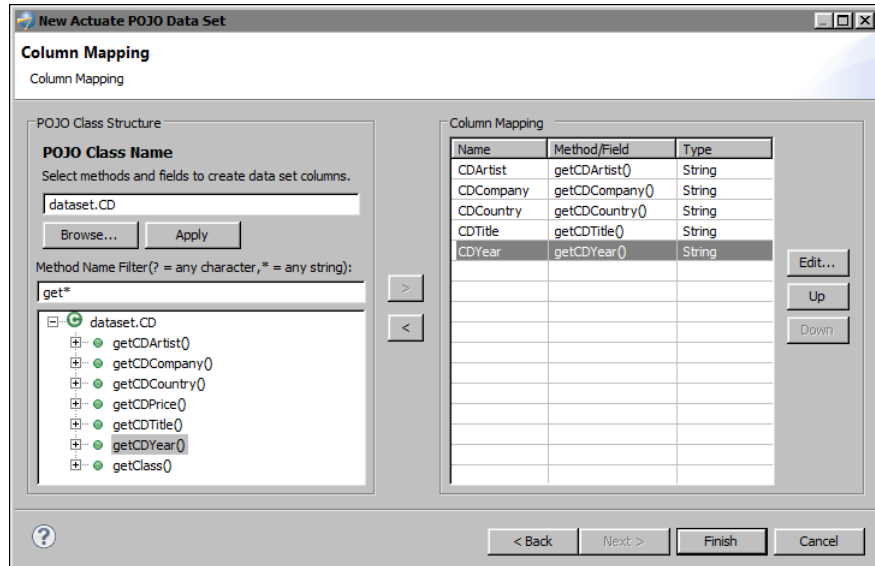 New Actuate POJO Data Set
Column Mapping
Column Mapping
POJO Class Structure
POJO Class Name
Select methods and fields to create data set columns.
dataset.CD
Browse... Apply
Method Name Filter(? = any character,* = any string):
get*
dataset.CD
getCDArtist()
getCDCompany()
getCDCountry()
getCDPrice()
getCDTitle()
getCDYear()
getClass()
>
<
Column Mapping
Name Method/Field Type
CDArtist getCDArtist() String
CDCompany getCDCompany() String
CDCountry getCDCountry() String
CDTitle getCDTitle() String
CDYear getCDYear() String
Edit...
Up
Down
? < Back Next > Finish Cancel